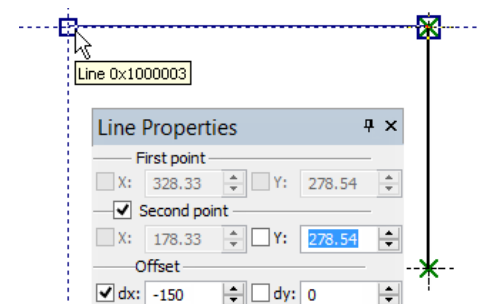 Line 0x1000003
Line Properties
First point
X: 328.33 Y: 278.54
Second point
X: 178.33 Y: 278.54
Offset
dx: -150 dy: 0